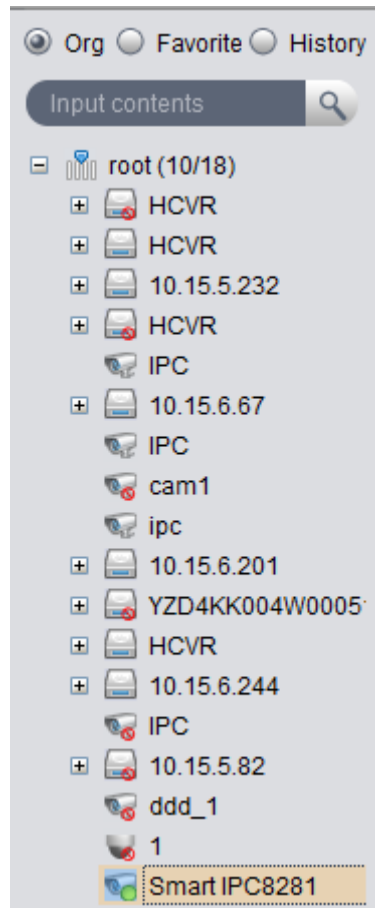 Org Favorite History
Input contents
root (10/18)
HCVR
HCVR
10.15.5.232
HCVR
IPC
10.15.6.67
IPC
cam1
ipc
10.15.6.201
YZD4KK004W0005
HCVR
10.15.6.244
IPC
10.15.5.82
ddd_1
1
Smart IPC8281